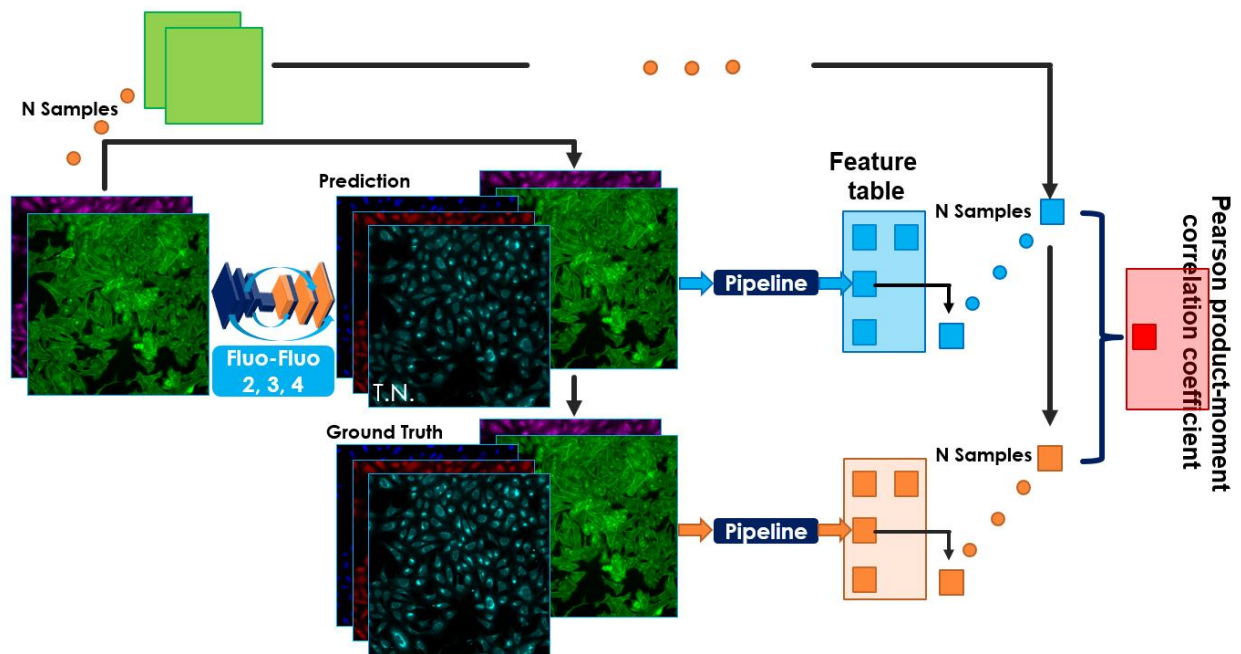 N Samples
Prediction
Feature
table
N Samples
Pipeline
Fluo-Fluo
2, 3, 4
T.N.
Pearson product-moment
correlation coefficient
Ground Truth
N Samples
Pipeline